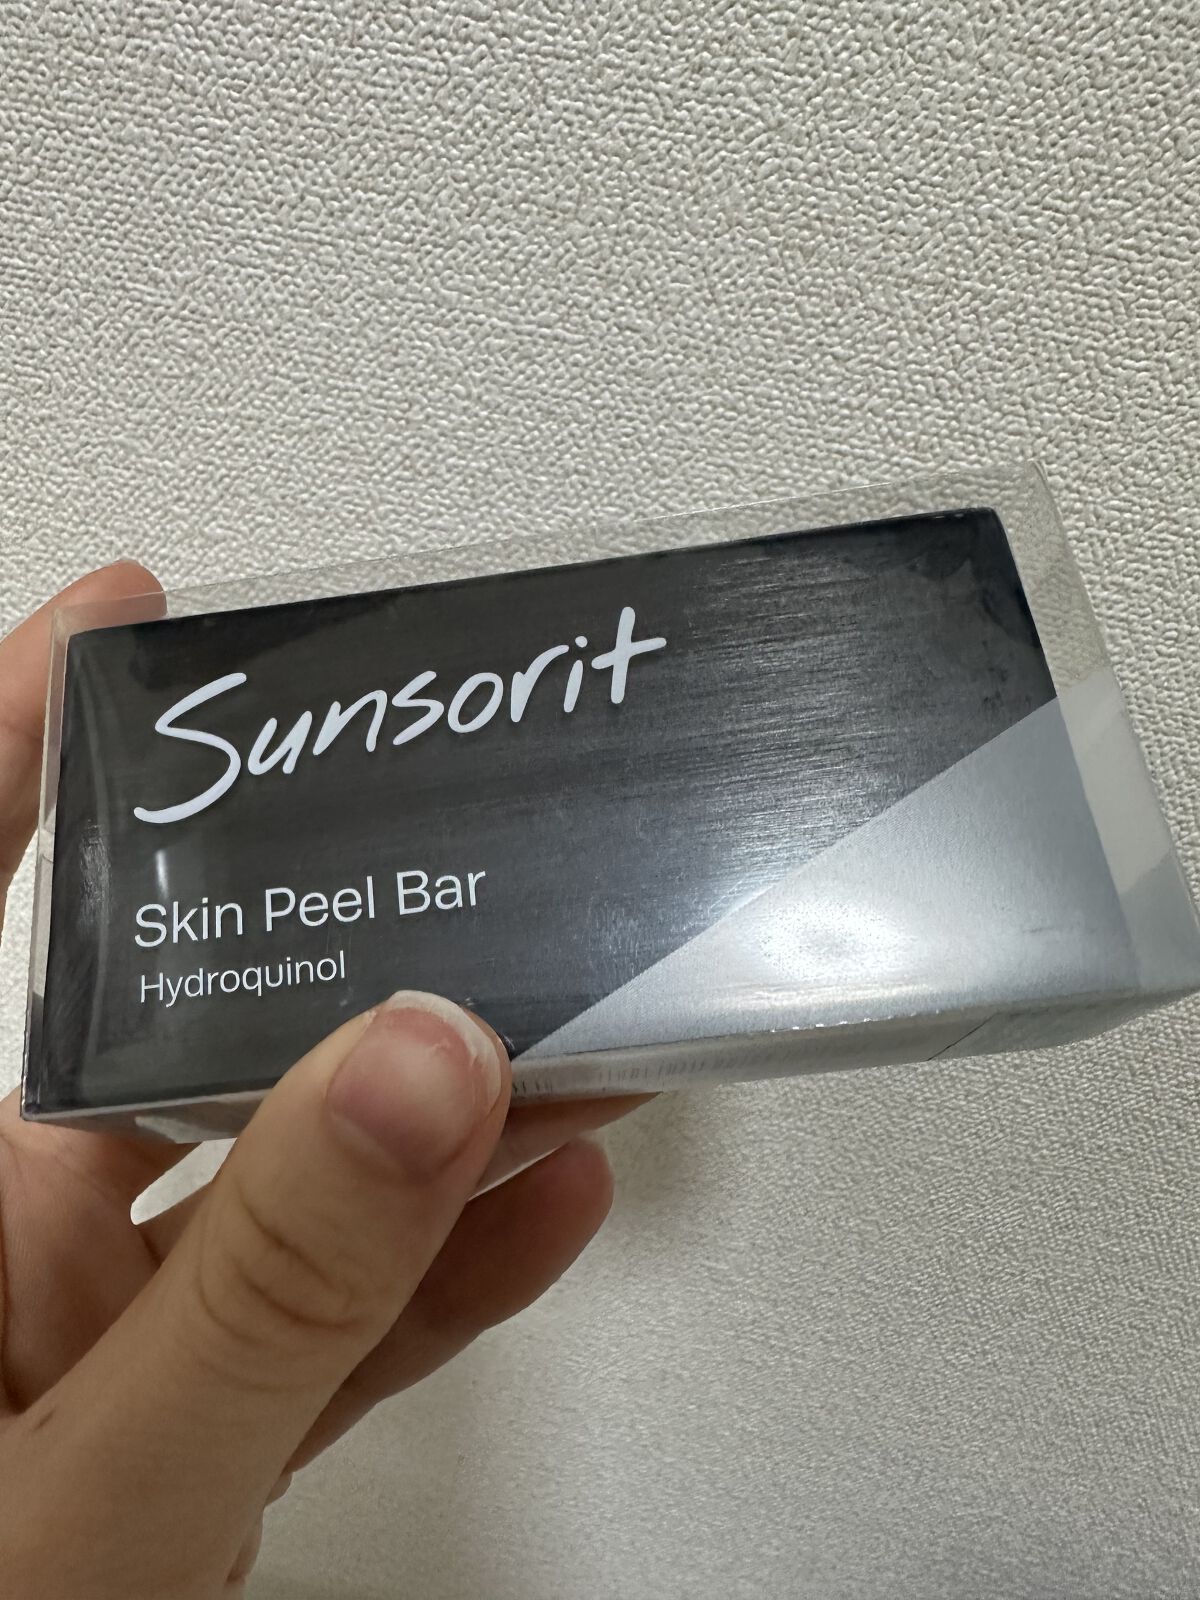 Sunsorit
Skin Peel Bar
Hydroquinol